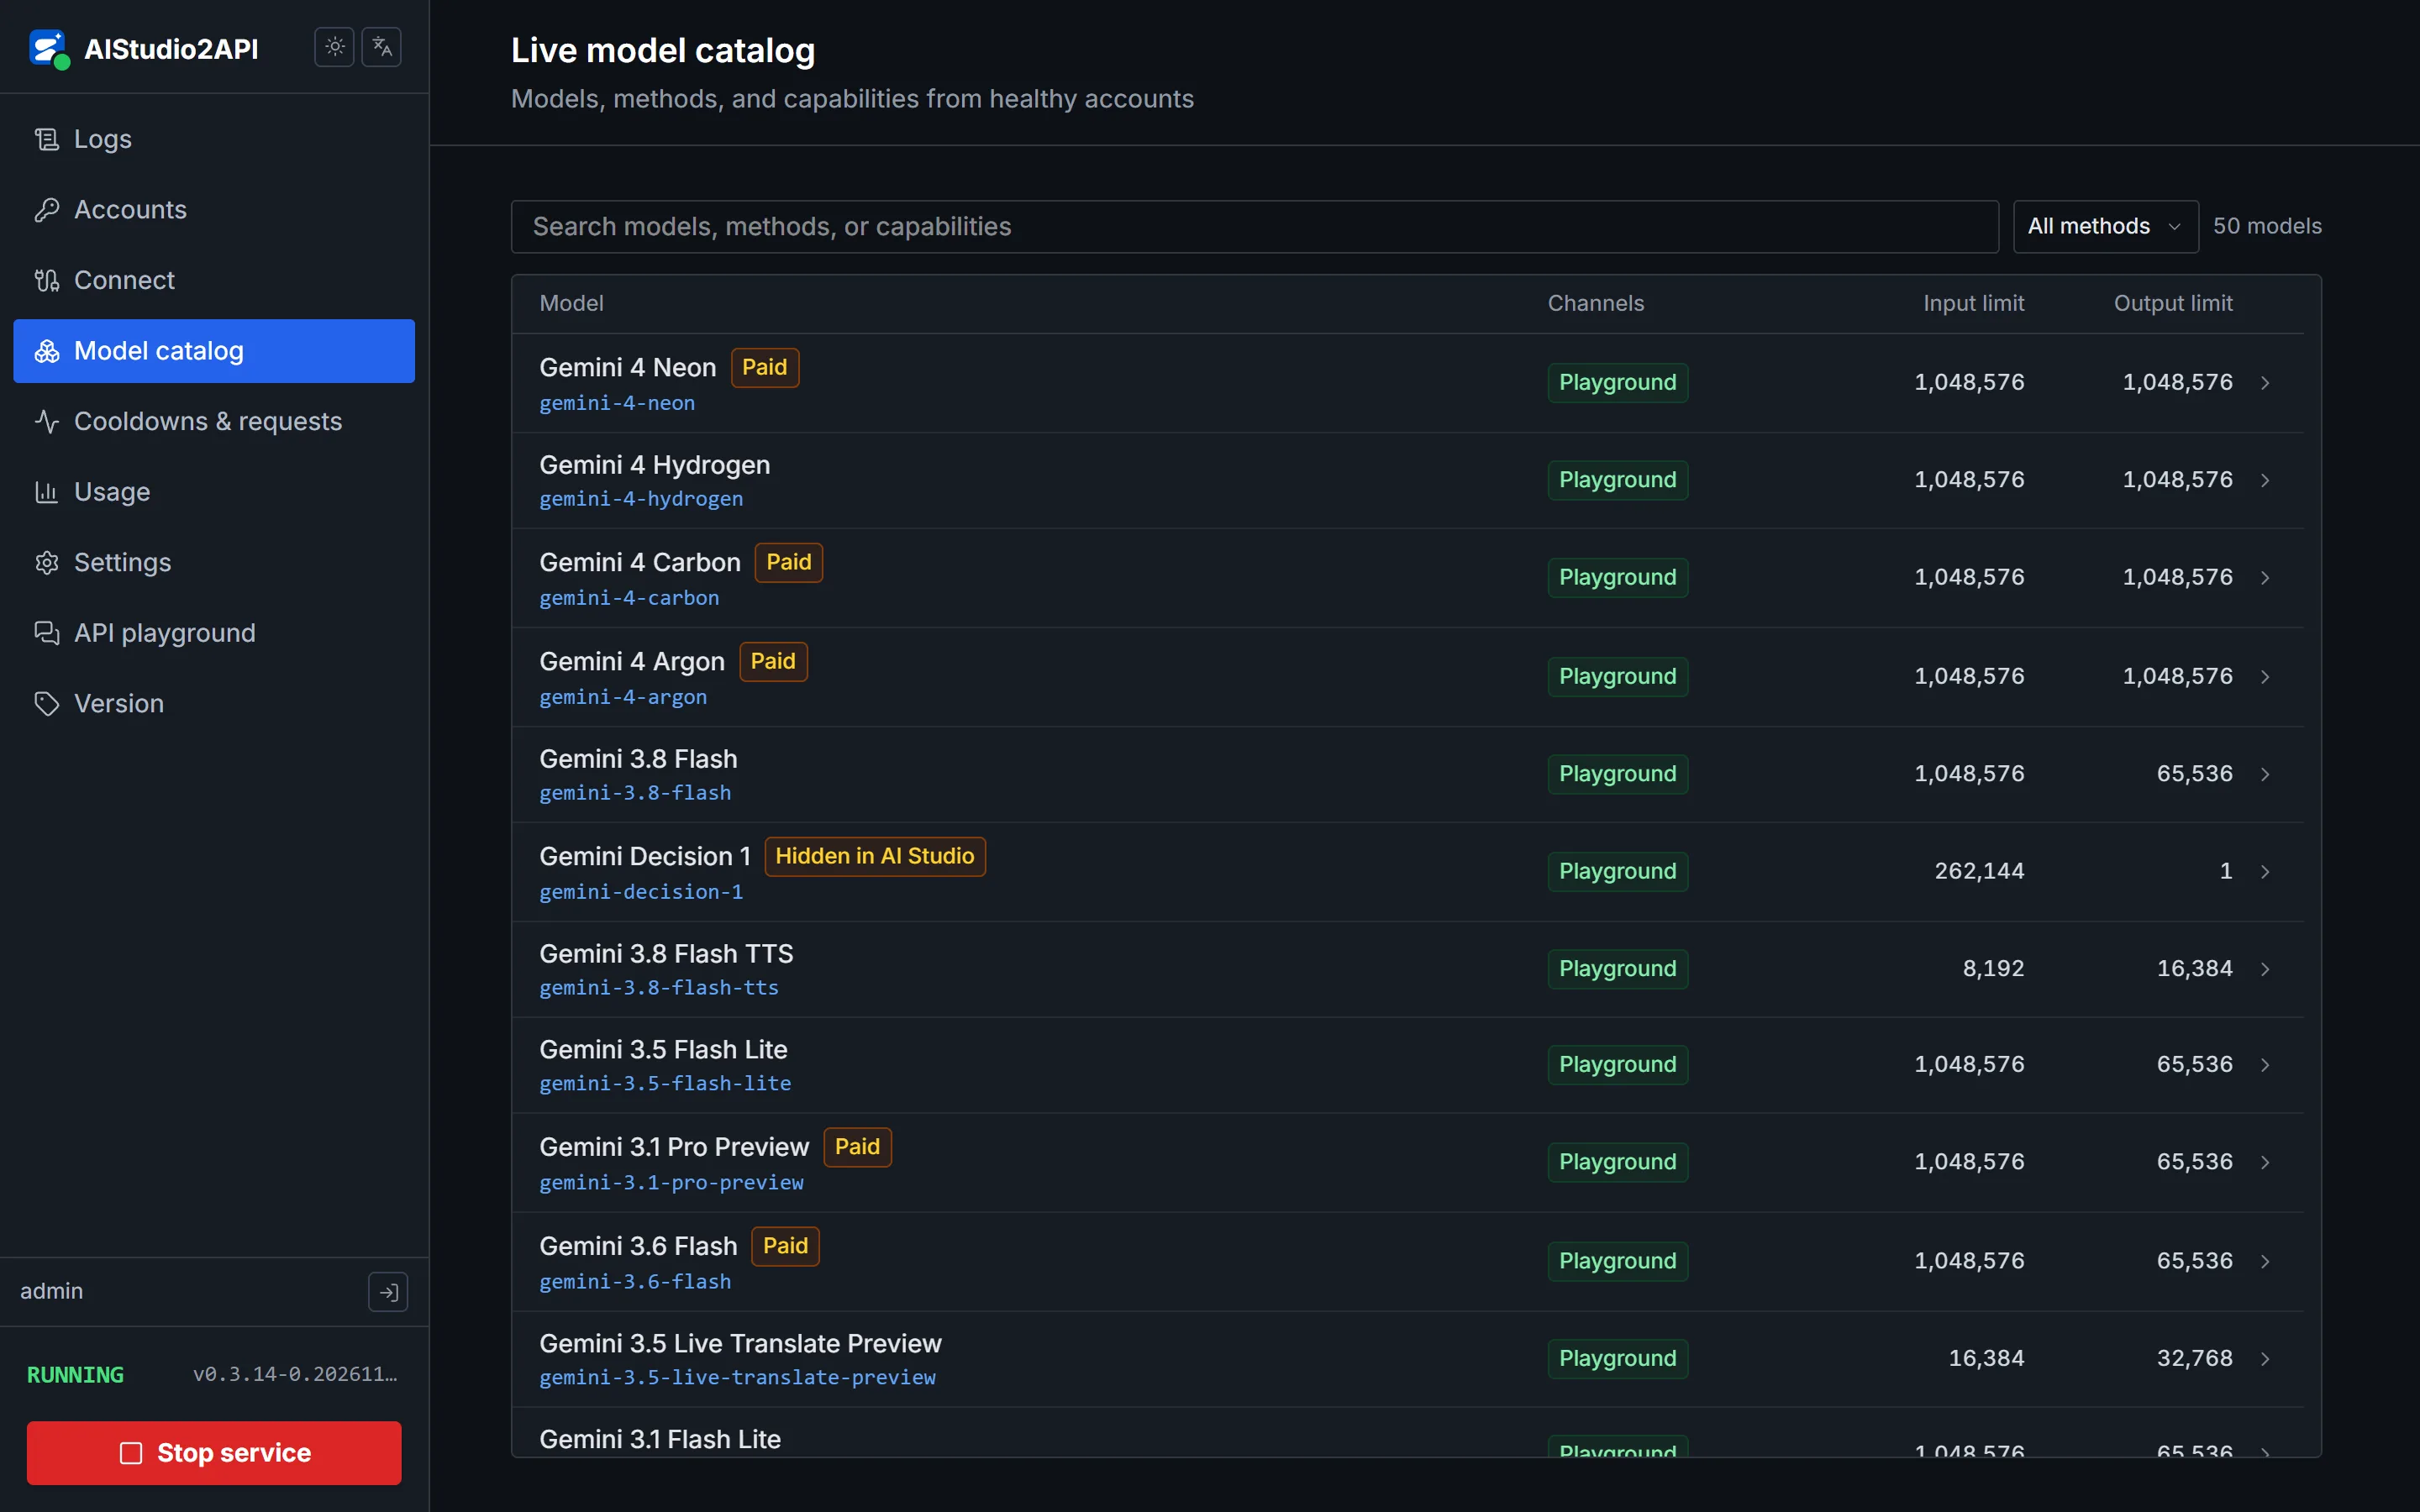 AIStudio2API
Logs
Accounts
Connect
Model catalog
Cooldowns & requests
Usage
Settings
API playground
Version
admin
RUNNING v0.3.14-0.202611…
Stop service
Live model catalog
Models, methods, and capabilities from healthy accounts
Search models, methods, or capabilities All methods 50 models
Model Channels Input limit Output limit
Gemini 4 Neon Paid
gemini-4-neon
Playground 1,048,576 1,048,576
Gemini 4 Hydrogen
gemini-4-hydrogen
Playground 1,048,576 1,048,576
Gemini 4 Carbon Paid
gemini-4-carbon
Playground 1,048,576 1,048,576
Gemini 4 Argon Paid
gemini-4-argon
Playground 1,048,576 1,048,576
Gemini 3.8 Flash
gemini-3.8-flash
Playground 1,048,576 65,536
Gemini Decision 1 Hidden in AI Studio
gemini-decision-1
Playground 262,144 1
Gemini 3.8 Flash TTS
gemini-3.8-flash-tts
Playground 8,192 16,384
Gemini 3.5 Flash Lite
gemini-3.5-flash-lite
Playground 1,048,576 65,536
Gemini 3.1 Pro Preview Paid
gemini-3.1-pro-preview
Playground 1,048,576 65,536
Gemini 3.6 Flash Paid
gemini-3.6-flash
Playground 1,048,576 65,536
Gemini 3.5 Live Translate Preview
gemini-3.5-live-translate-preview
Playground 16,384 32,768
Gemini 3.1 Flash Lite
Playground 1,048,576 65,536